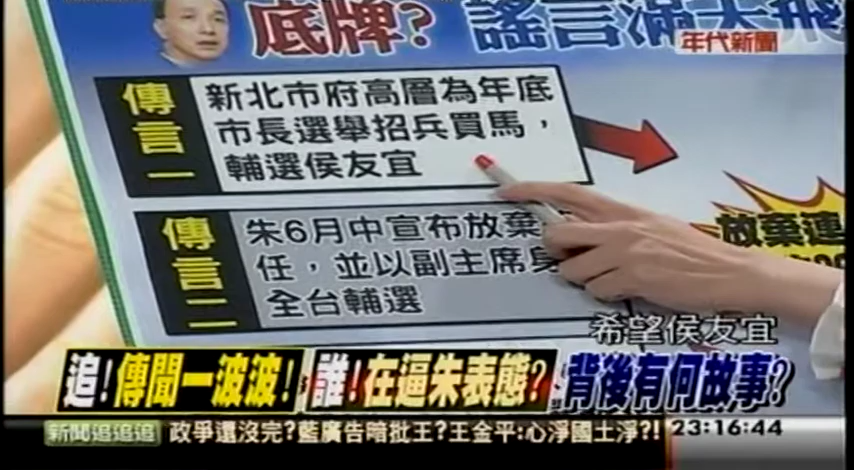 底牌? 謠言滿天飛
年代新聞
傳言一
新北市府高層為年底
市長選舉招兵買馬，
輔選侯友宜
傳言二
朱6月中宣布放棄
任，並以副主席身
全台輔選
放棄連
希望侯友宜
追!傳聞一波波! 誰!在逼朱表態? 背後有何故事?
新聞追追追 政爭還沒完?藍廣告暗批王?王金平:心淨國土淨?! 23:16:44